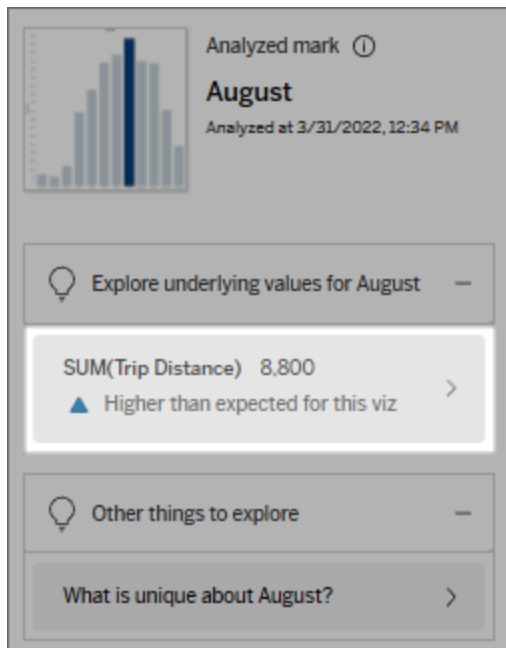 Analyzed mark
August
Analyzed at 3/31/2022, 12:34 PM
Explore underlying values for August
SUM(Trip Distance) 8,800
Higher than expected for this viz
Other things to explore
What is unique about August?